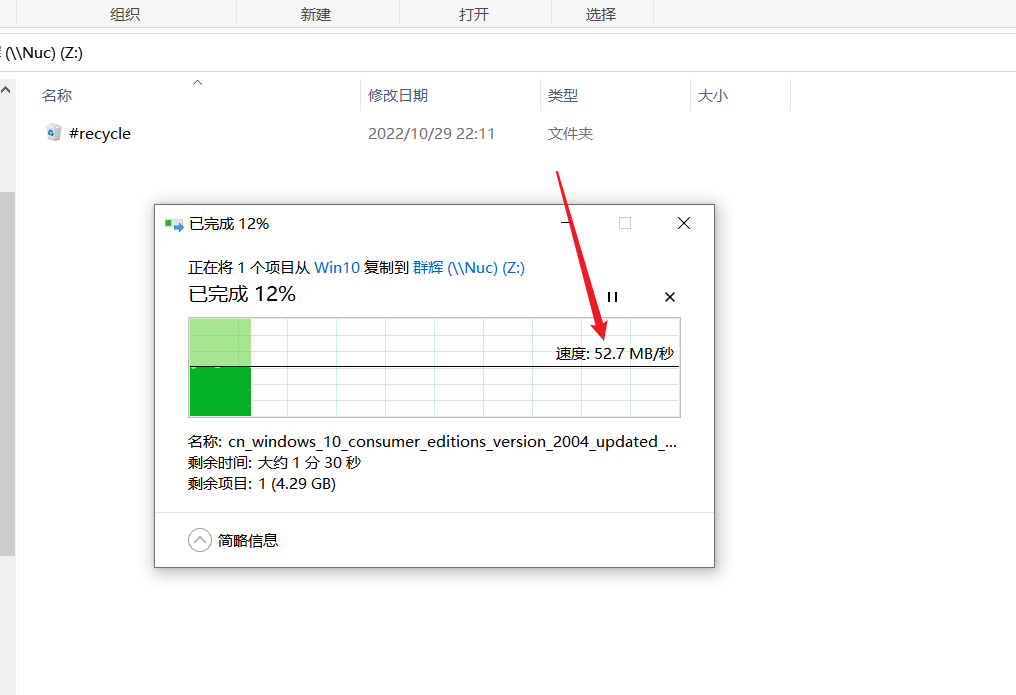 组织 新建 打开 选择
(\\Nuc) (Z:)
名称 修改日期 类型 大小
#recycle 2022/10/29 22:11 文件夹
已完成 12%
正在将 1 个项目从 Win10 复制到 群辉 (\\Nuc) (Z:)
已完成 12%
速度: 52.7 MB/秒
名称: cn_windows_10_consumer_editions_version_2004_updated_...
剩余时间: 大约 1 分 30 秒
剩余项目: 1 (4.29 GB)
简略信息